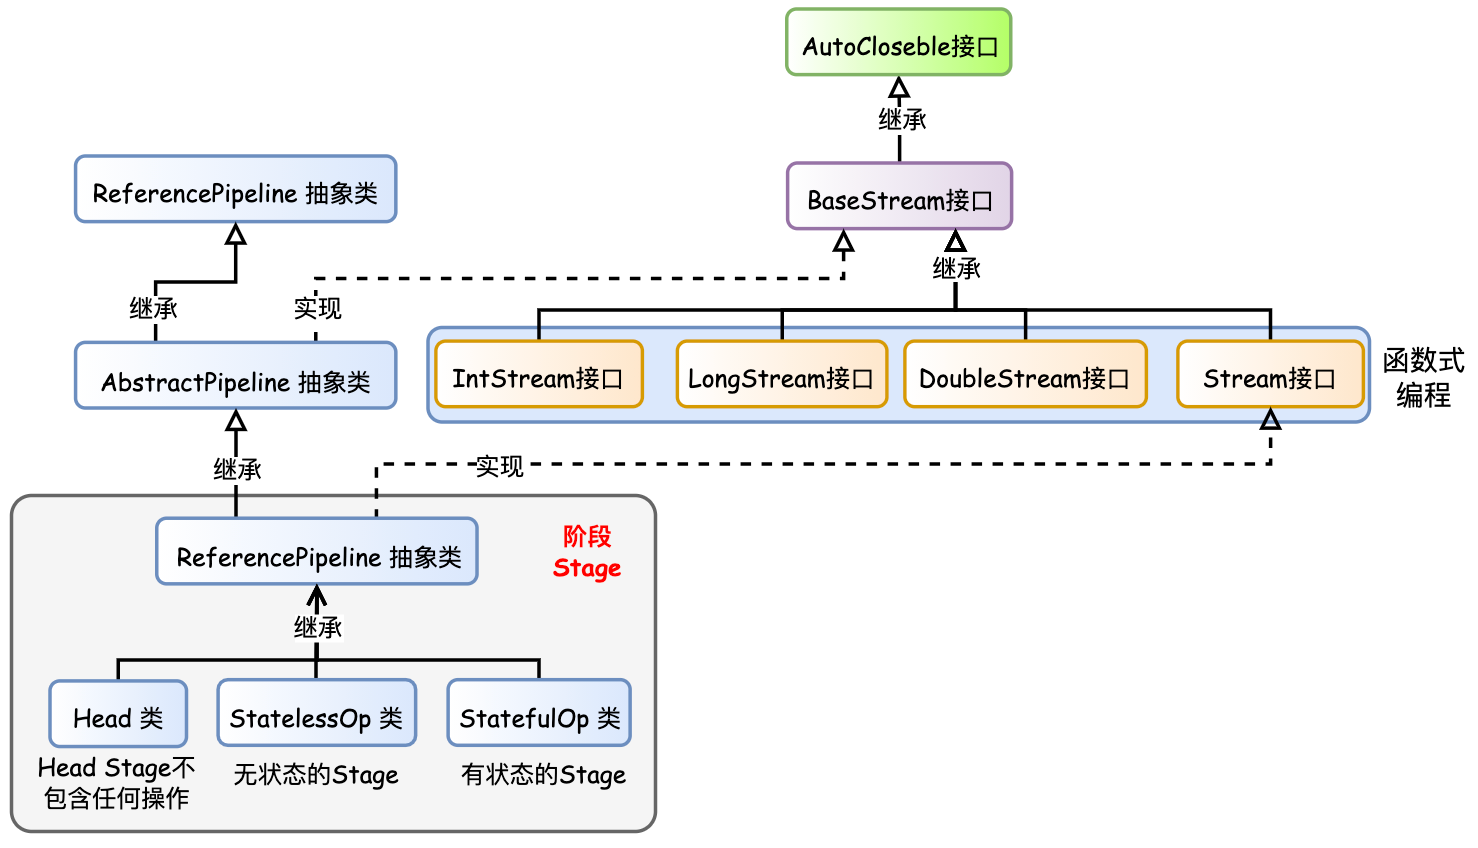 AutoCloseble接口
继承
BaseStream接口
ReferencePipeline 抽象类
继承
继承
实现
AbstractPipeline 抽象类
IntStream接口
LongStream接口
DoubleStream接口
Stream接口
函数式
编程
继承
实现
ReferencePipeline 抽象类
阶段
Stage
继承
Head 类
StatelessOp 类
StatefulOp 类
Head Stage不
包含任何操作
无状态的Stage
有状态的Stage